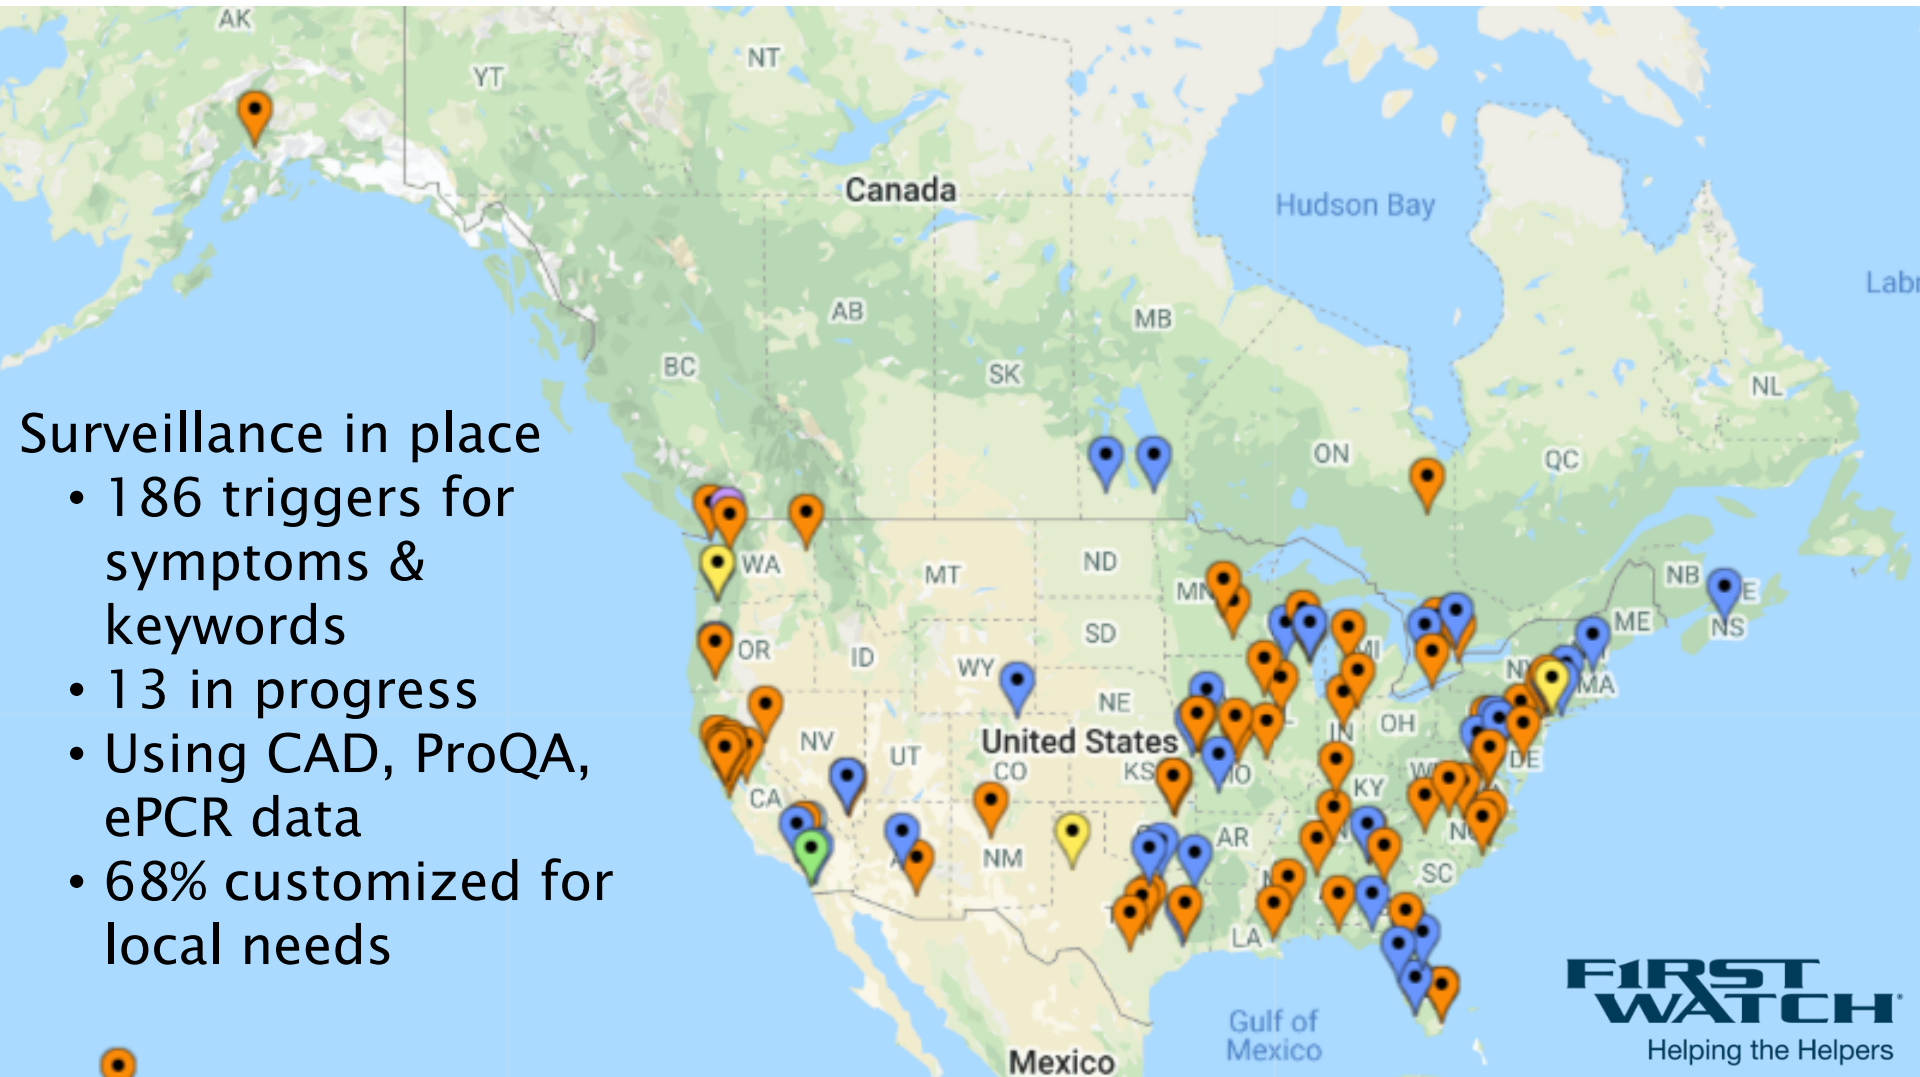 AK
YT
NT
Canada
Hudson Bay
Labr
AB
MB
BC
SK
NL
ON
QC
Surveillance in place
• 186 triggers for
symptoms &
keywords
• 13 in progress
• Using CAD, ProQA,
ePCR data
• 68% customized for
local needs
WA
MT
ND
MN
NB
E
NS
ME
OR
ID
WY
SD
MI
MA
NE
IN
OH
NV
UT
United States
CO
KS
MO
DE
CA
KY
NM
AR
SC
LA
Gulf of
Mexico
Mexico
F1RST
WATCH®
Helping the Helpers